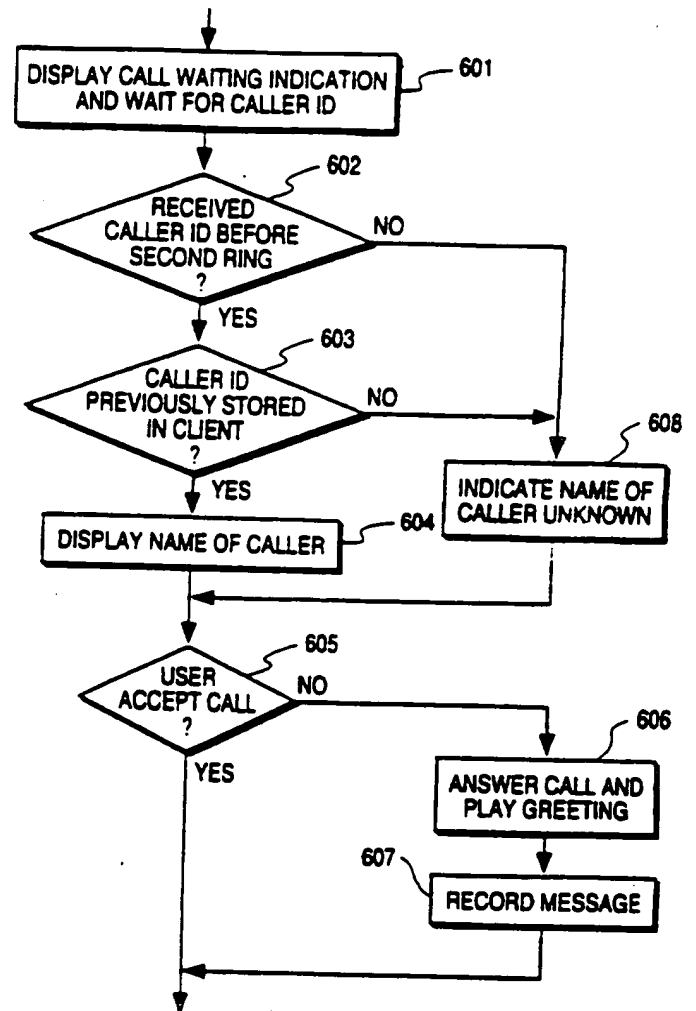 DISPLAY CALL WAITING INDICATION
AND WAIT FOR CALLER ID
601
602
RECEIVED
CALLER ID BEFORE
SECOND RING
?
NO
YES
603
CALLER ID
PREVIOUSLY STORED
IN CLIENT
?
NO
YES
608
INDICATE NAME OF
CALLER UNKNOWN
DISPLAY NAME OF CALLER
604
605
USER
ACCEPT CALL
?
NO
YES
606
ANSWER CALL AND
PLAY GREETING
607
RECORD MESSAGE